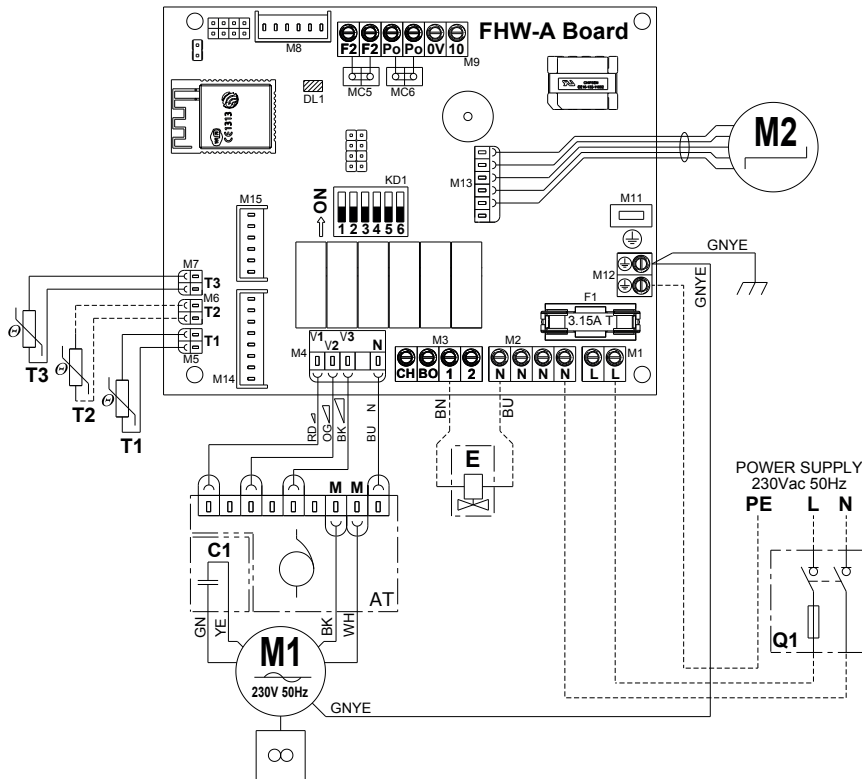 FHW-A Board
M8
F2 F2 Po Po 0V 10
M9
MC5 MC6
DL1
CE1313
M2
M13
KD1
ON
1 2 3 4 5 6
M15
M11
GNYE
M12
GNYE
M7
T3
M6
T2
T1
M5
M14
F1
3.15A T
V1 V2 V3 N
M4
M3
CH BO 1 2
M2
N N N N
M1
L L
T3
T2
T1
RD OG BK BU N
BN BU
E
M M
C1
AT
GN YE BK WH
M1
230V 50Hz
GNYE
POWER SUPPLY
230Vac 50Hz
PE L N
Q1